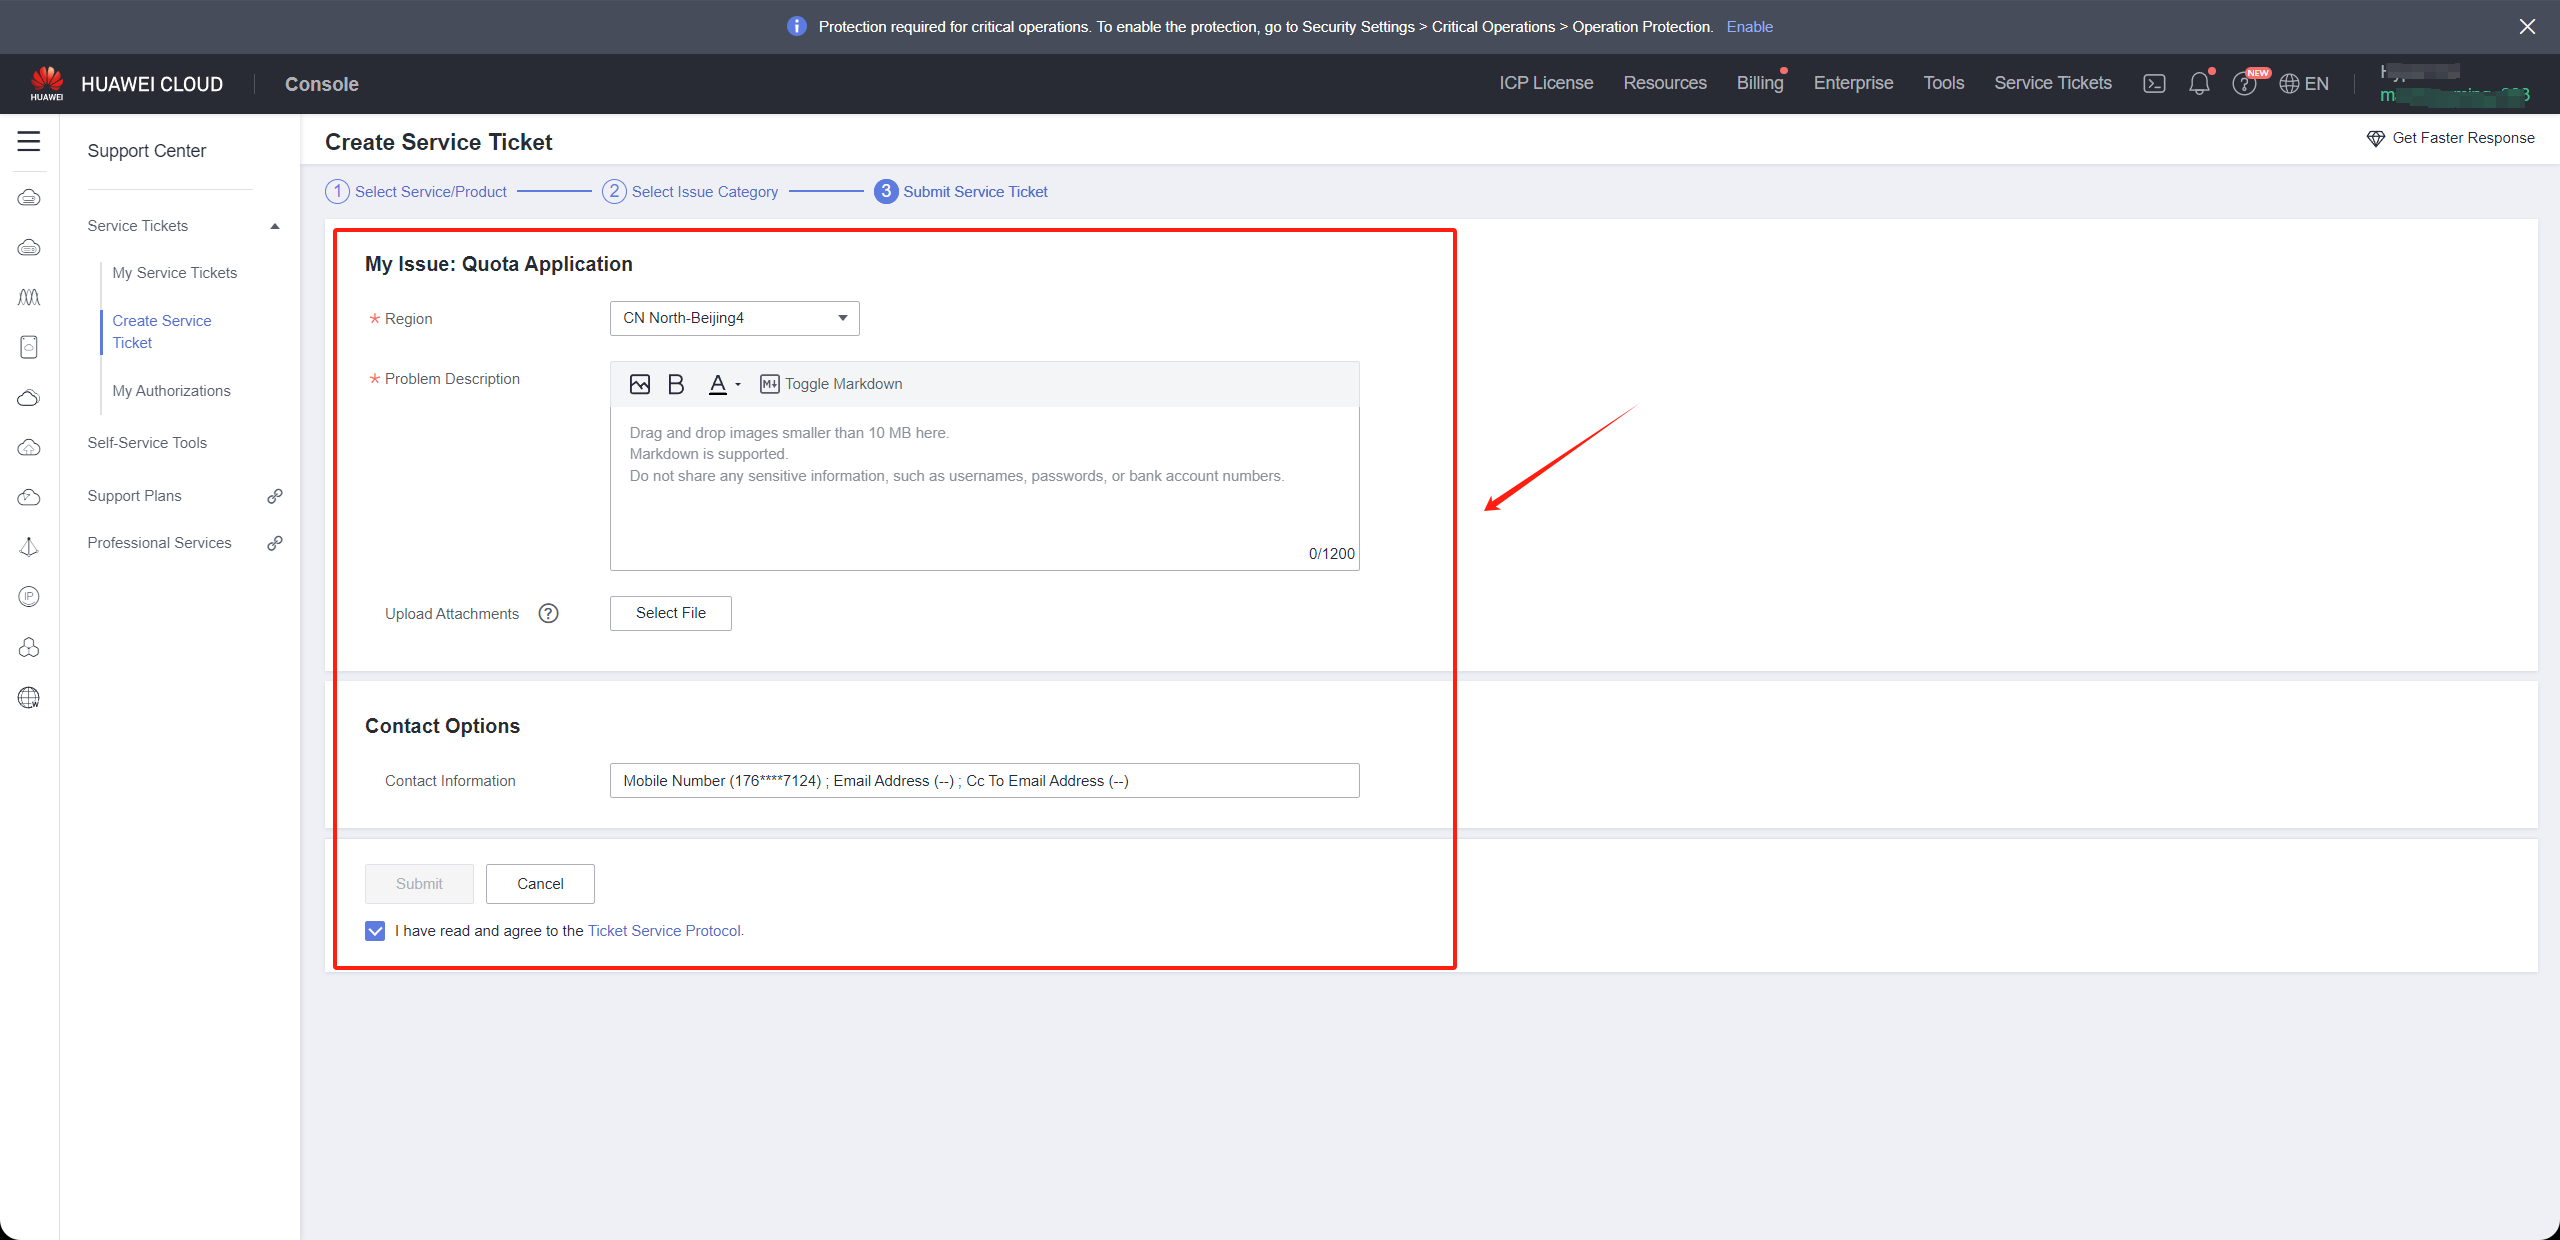 Protection required for critical operations. To enable the protection, go to Security Settings > Critical Operations > Operation Protection. Enable
HUAWEI
HUAWEI CLOUD
Console
ICP License
Resources
Billing
Enterprise
Tools
Service Tickets
NEW
EN
Support Center
Create Service Ticket
Get Faster Response
1 Select Service/Product
2 Select Issue Category
3 Submit Service Ticket
Service Tickets
My Service Tickets
Create Service
Ticket
My Authorizations
Self-Service Tools
Support Plans
Professional Services
IP
W
My Issue: Quota Application
* Region
CN North-Beijing4
* Problem Description
B A M Toggle Markdown
Drag and drop images smaller than 10 MB here.
Markdown is supported.
Do not share any sensitive information, such as usernames, passwords, or bank account numbers.
0/1200
Upload Attachments ?
Select File
Contact Options
Contact Information
Mobile Number (176****7124) ; Email Address (--) ; Cc To Email Address (--)
Submit
Cancel
I have read and agree to the Ticket Service Protocol.